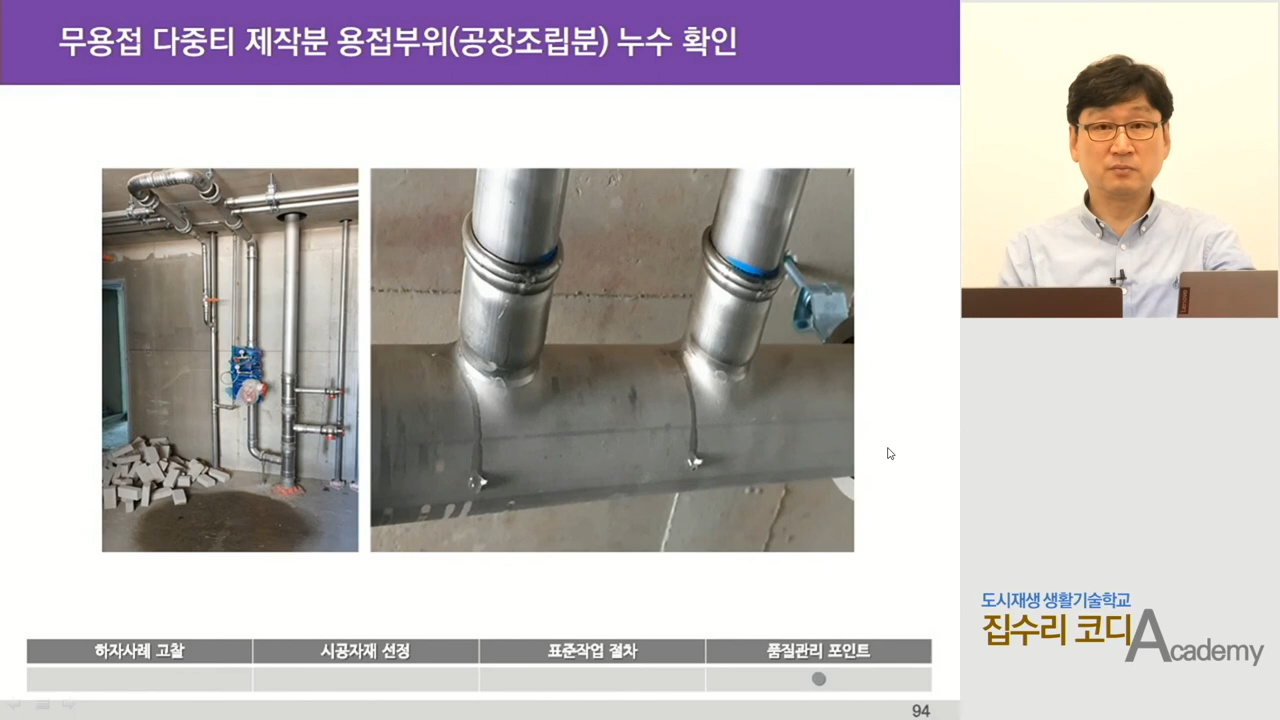 무용접 다중티 제작분 용접부위(공장조립분) 누수 확인
하자사례 고찰
시공자재 선정
표준작업 절차
품질관리 포인트
94
도시재생 생활기술학교
집수리 코디Academy